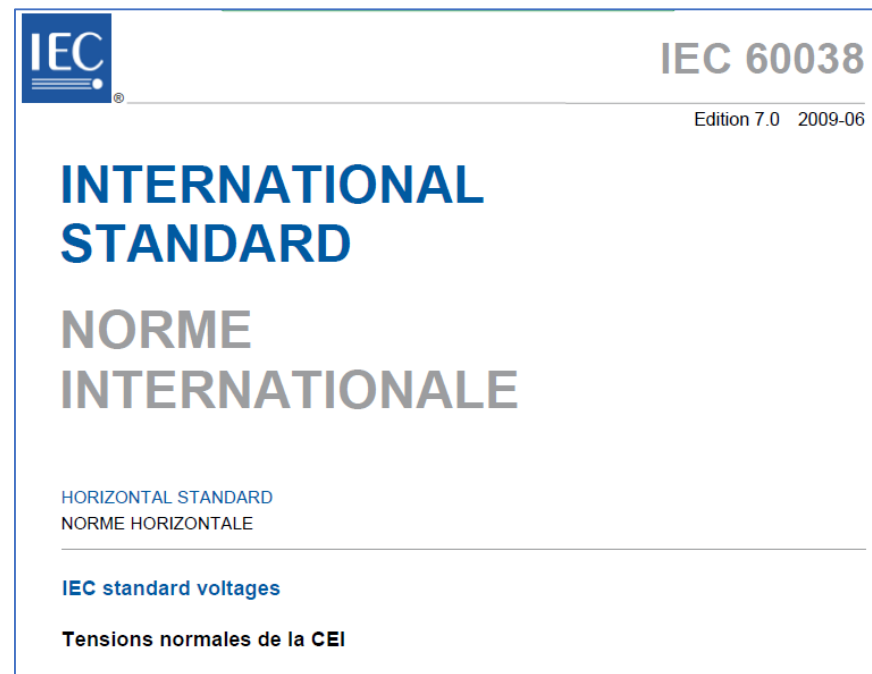 IEC
®
IEC 60038
Edition 7.0 2009-06
INTERNATIONAL
STANDARD
NORME
INTERNATIONALE
HORIZONTAL STANDARD
NORME HORIZONTALE
IEC standard voltages
Tensions normales de la CEI